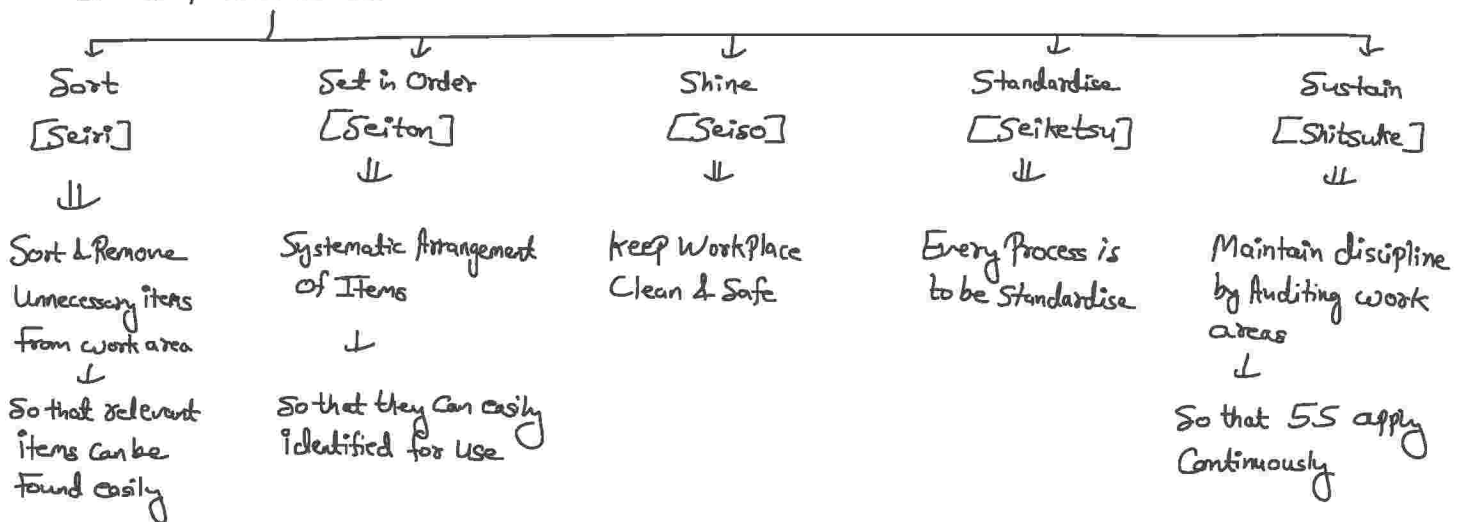 Sort
[Seiri]
Sort & Remove
Unnecessary items
From work area
So that relevant
items can be
Found easily
Set in Order
[Seiton]
Systematic Arrangement
of Items
So that they Can easily
identified for Use
Shine
[Seiso]
Keep WorkPlace
Clean & Safe
Standardise
[Seiketsu]
Every Process is
to be Standardise
Sustain
[Shitsuke]
Maintain discipline
by Auditing work
areas
So that 5S apply
Continuously